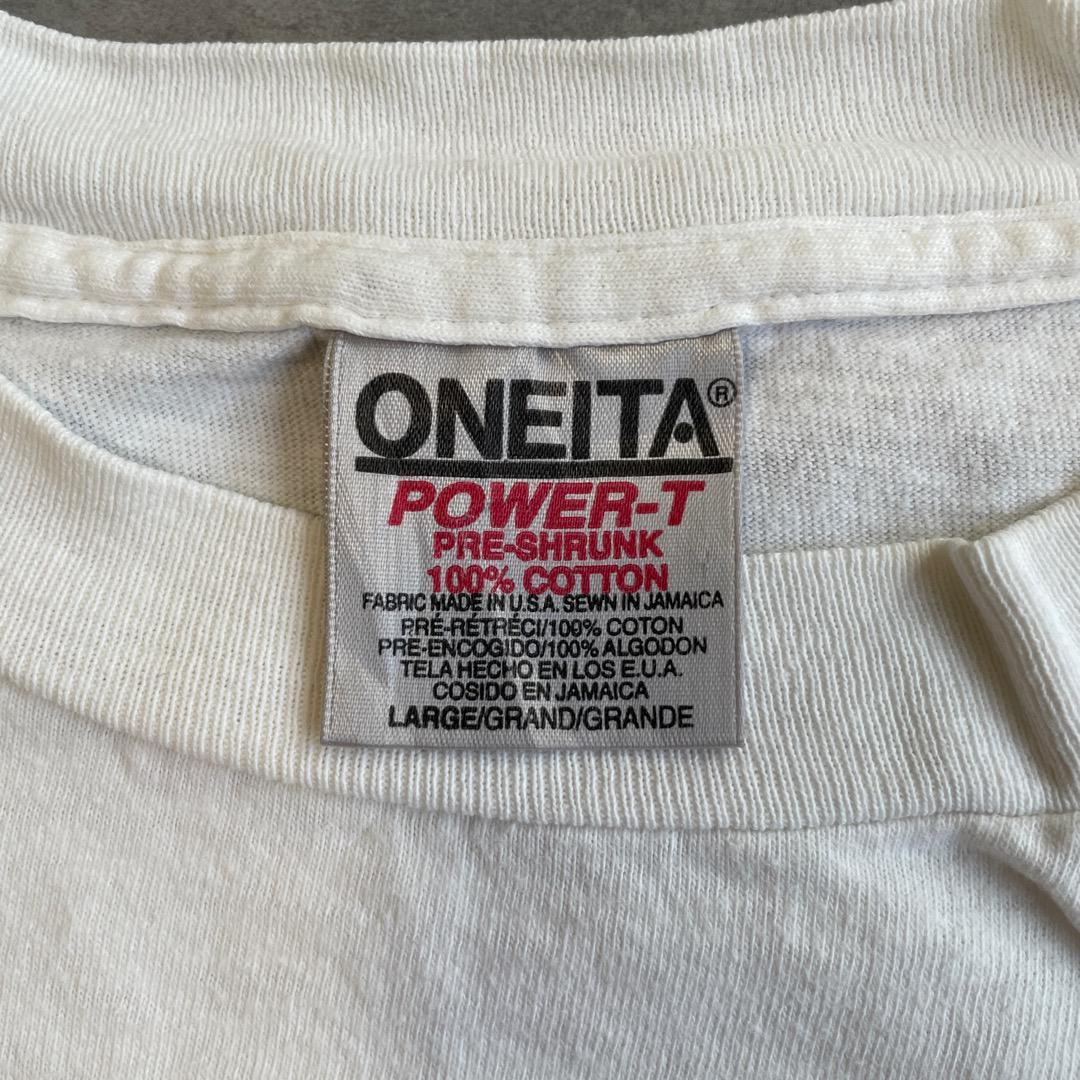 ONEITA®
POWER-T
PRE-SHRUNK
100% COTTON
FABRIC MADE IN U.S.A. SEWN IN JAMAICA
PRÉ-RÉTRÉCI/100% COTON
PRE-ENCOGIDO/100% ALGODON
TELA HECHO EN LOS E.U.A.
COSIDO EN JAMAICA
LARGE/GRAND/GRANDE